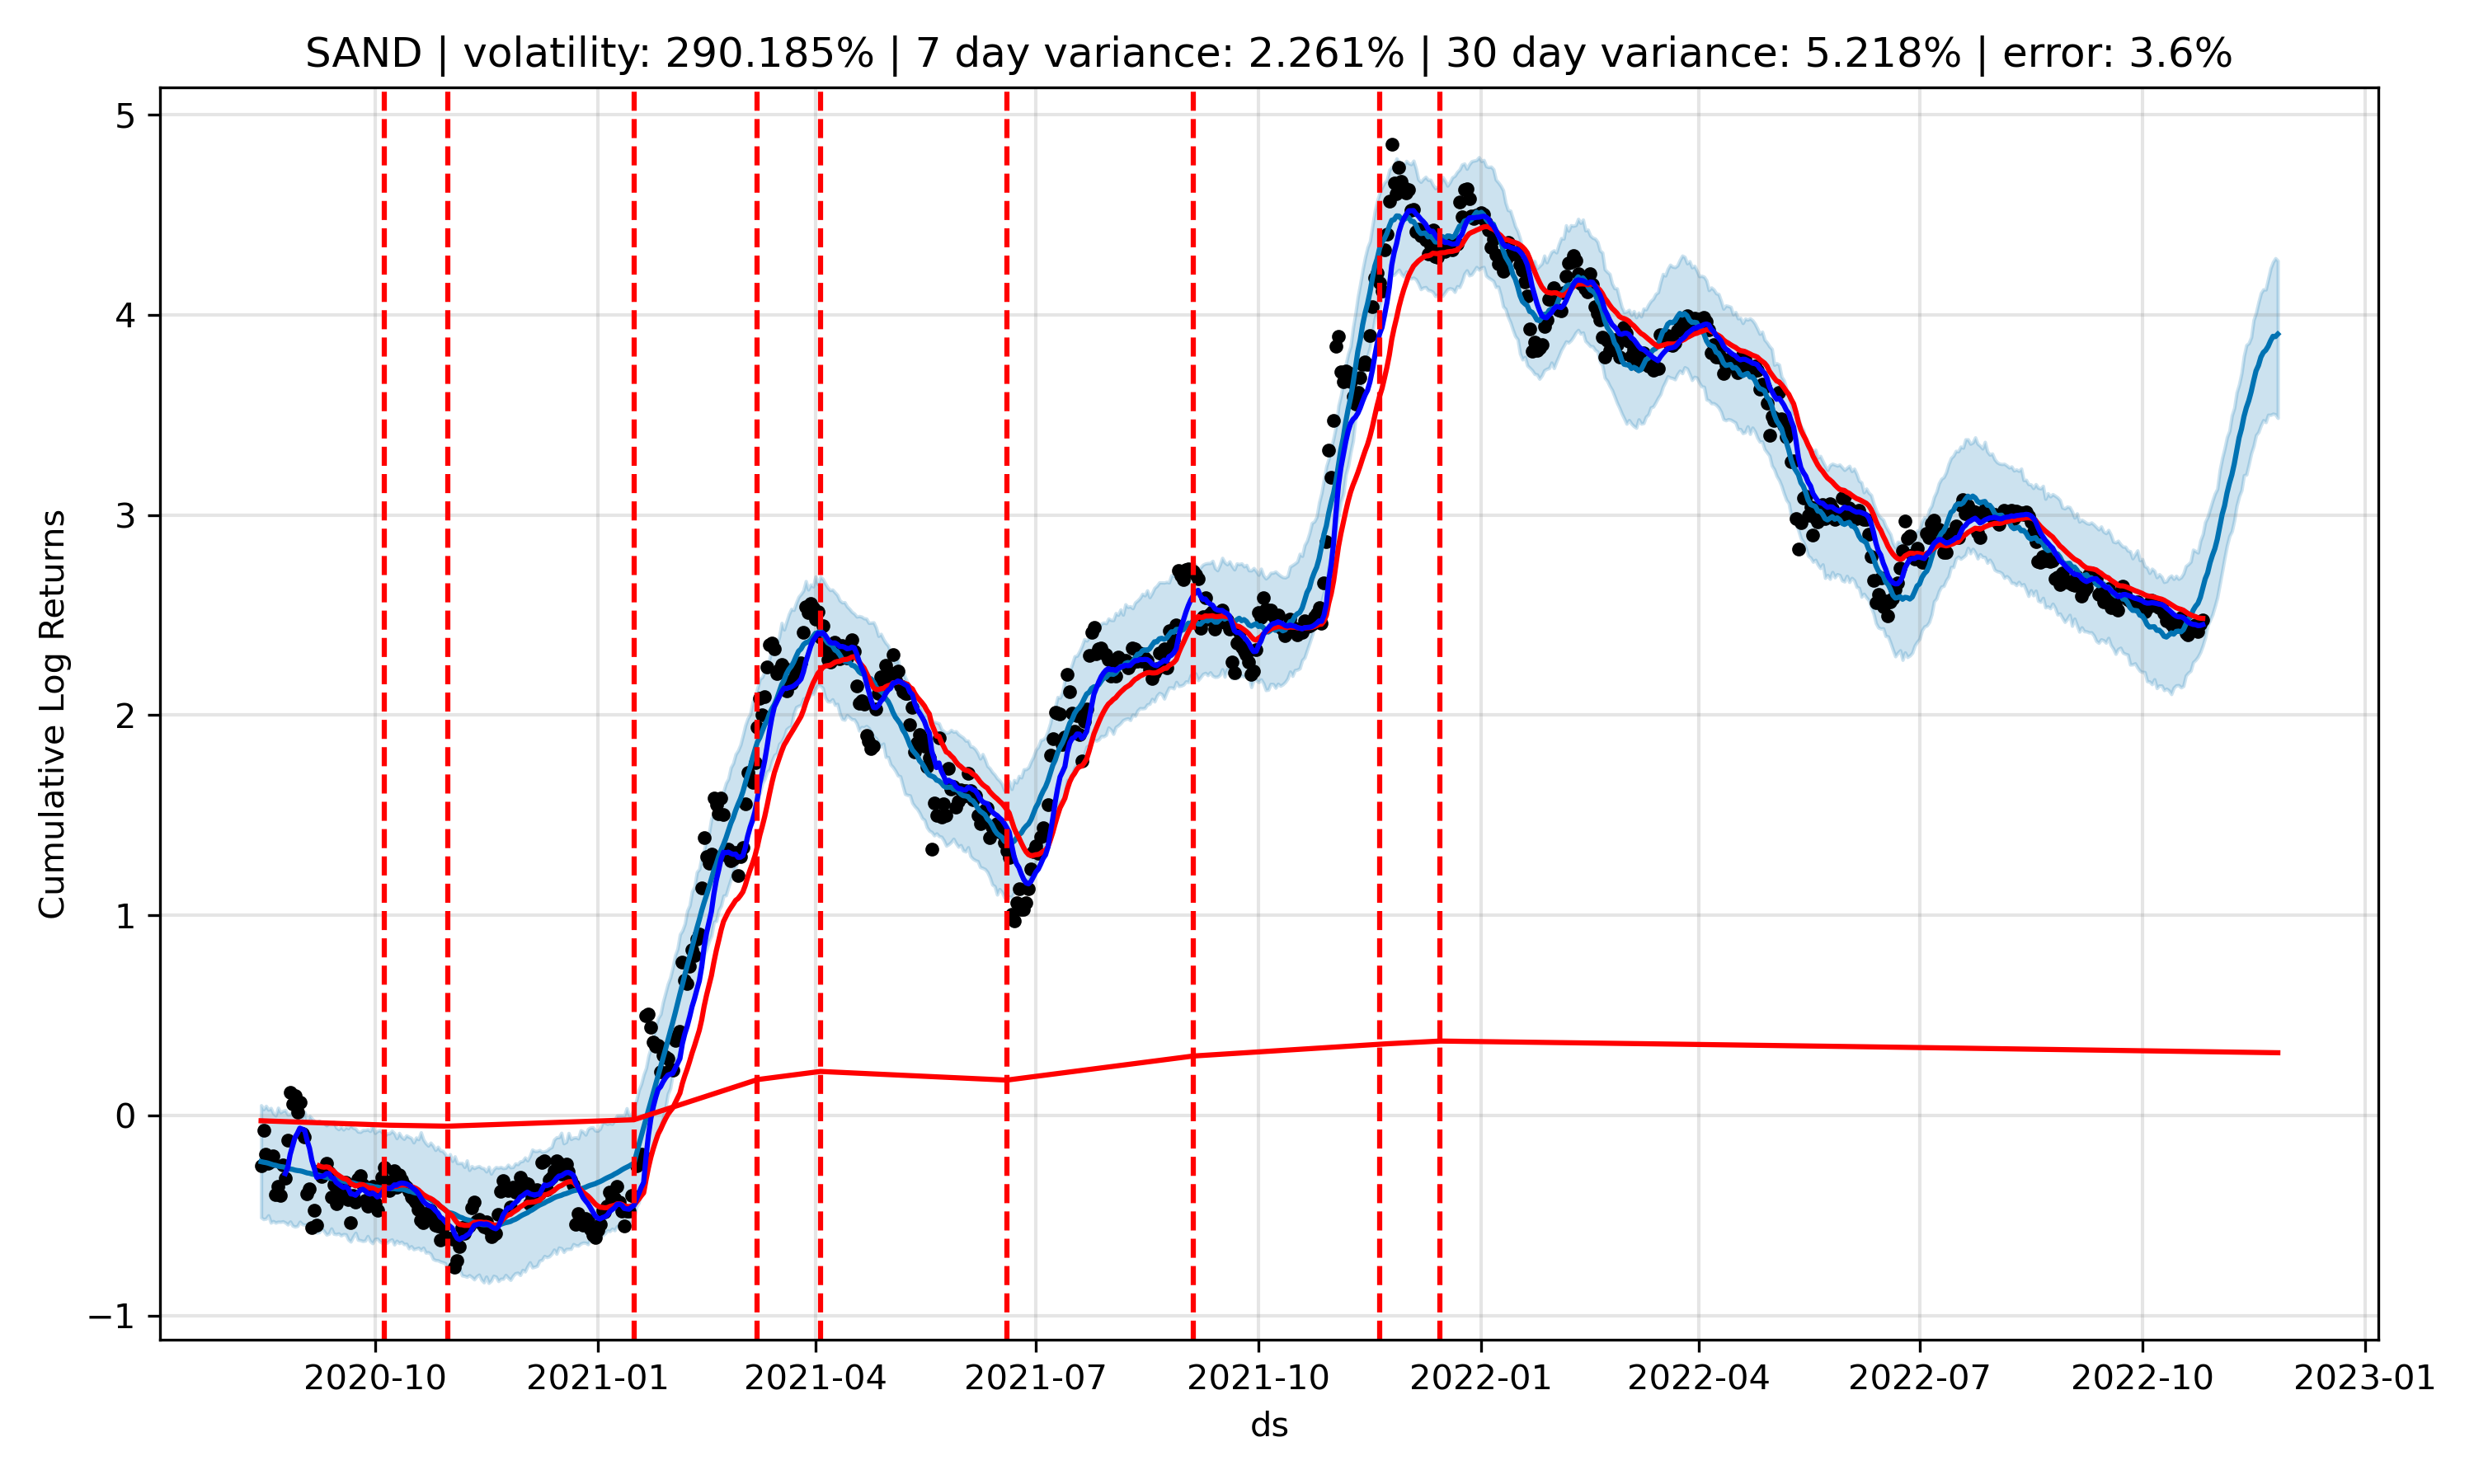 SAND | volatility: 290.185% | 7 day variance: 2.261% | 30 day variance: 5.218% | error: 3.6%
5
4
3
2
1
0
−1
Cumulative Log Returns
2020-10 2021-01 2021-04 2021-07 2021-10 2022-01 2022-04 2022-07 2022-10 2023-01
ds